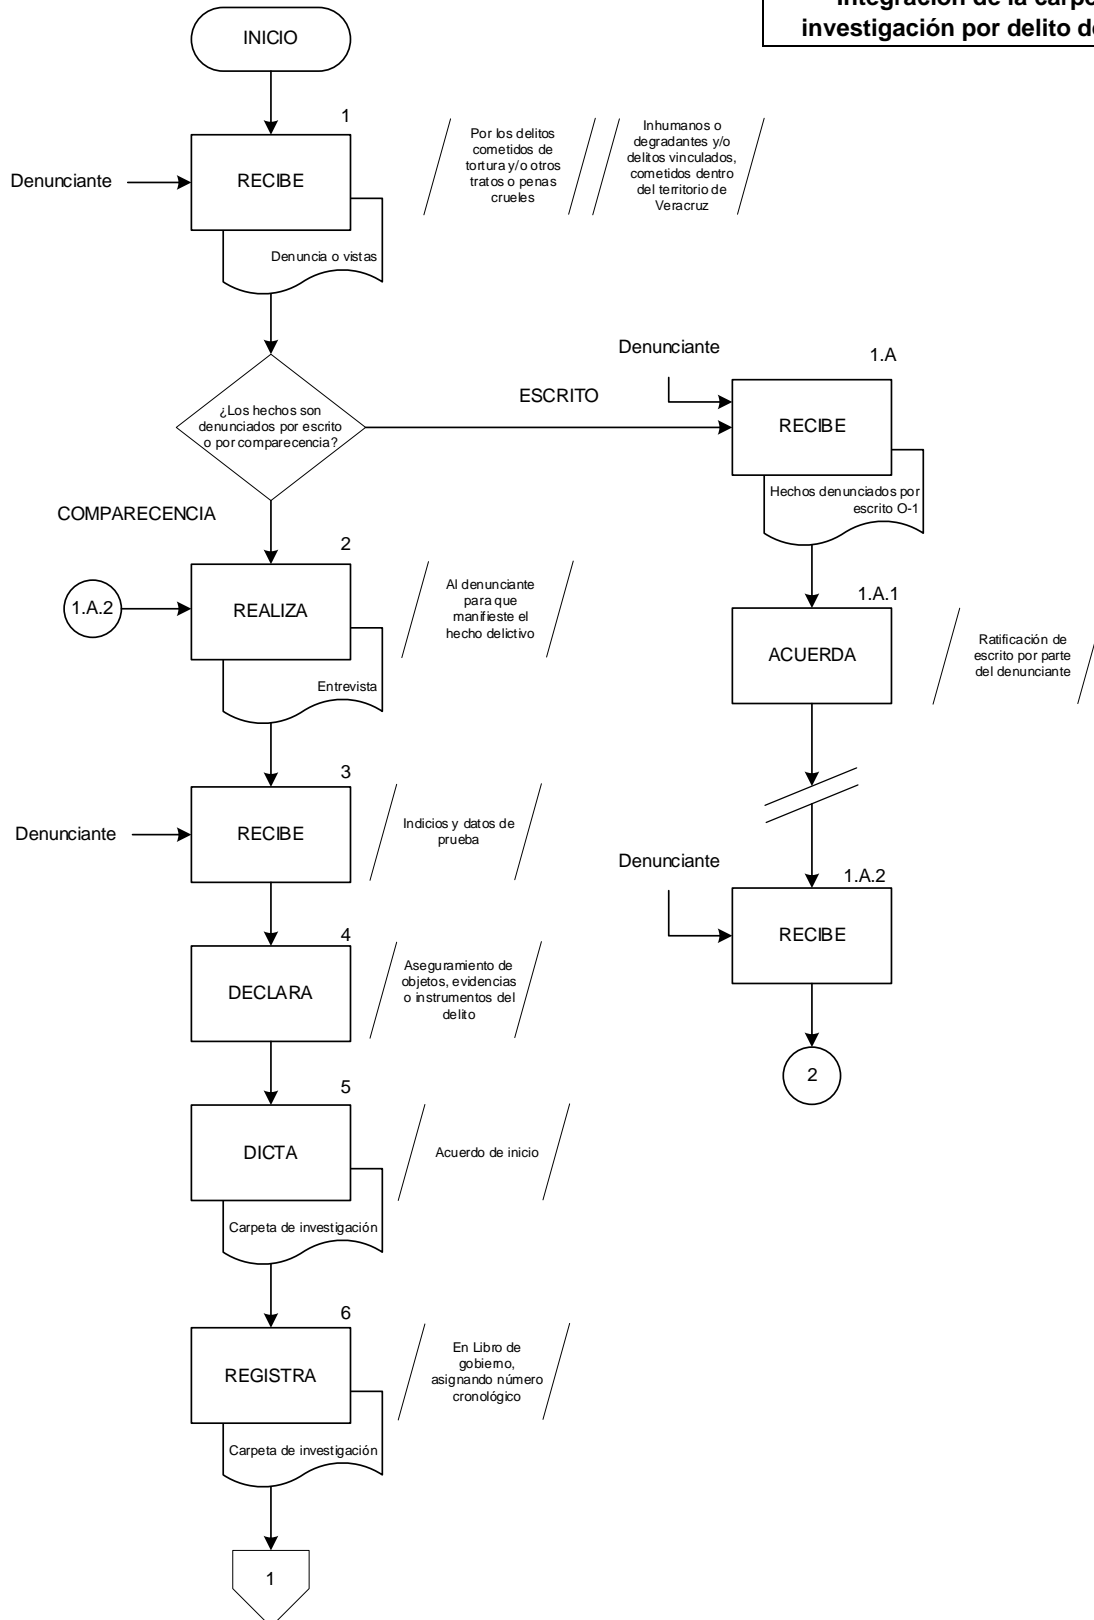 Integración de la
investigación por delito
INICIO
1
Denunciante
RECIBE
Denuncia o vistas
Por los delitos
cometidos de
tortura y/o otros
tratos o penas
crueles
Inhumanos o
degradantes y/o
delitos vinculados,
cometidos dentro
del territorio de
Veracruz
¿Los hechos son
denunciados por escrito
o por comparecencia?
ESCRITO
Denunciante
1.A
RECIBE
Hechos denunciados por
escrito O-1
COMPARECENCIA
2
1.A.2
REALIZA
Entrevista
Al denunciante
para que
manifieste el
hecho delictivo
1.A.1
ACUERDA
Ratificación de
escrito por parte
del denunciante
3
Denunciante
RECIBE
Indicios y datos de
prueba
Denunciante
1.A.2
RECIBE
2
4
DECLARA
Aseguramiento de
objetos, evidencias
o instrumentos del
delito
5
DICTA
Carpeta de investigación
Acuerdo de inicio
6
REGISTRA
Carpeta de investigación
En Libro de
gobierno,
asignando número
cronológico
1